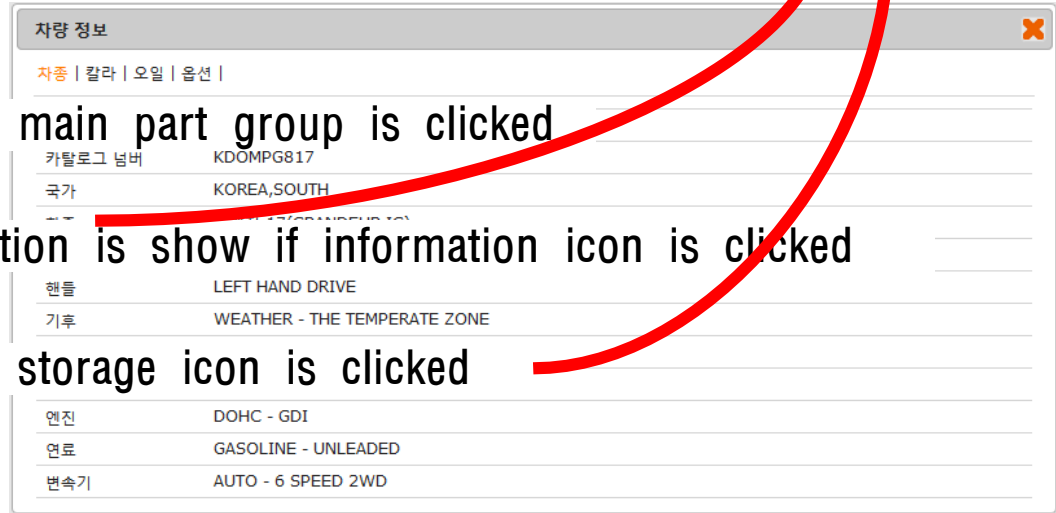 차량 정보
차종 | 칼라 | 오일 | 옵션 |
main part group is clicked
카탈로그 넘버 KDOMPG817
국가 KOREA,SOUTH
tion is show if information icon is clicked
핸들 LEFT HAND DRIVE
기후 WEATHER - THE TEMPERATE ZONE
storage icon is clicked
엔진 DOHC - GDI
연료 GASOLINE - UNLEADED
변속기 AUTO - 6 SPEED 2WD